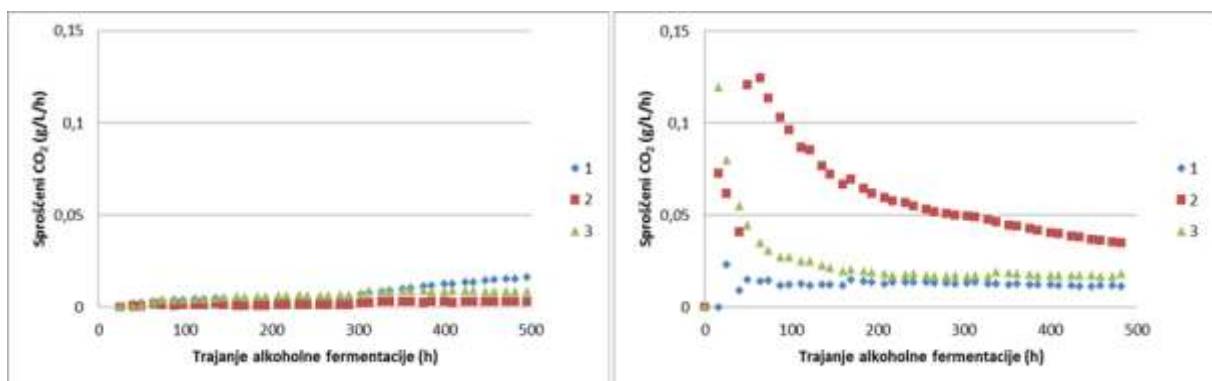 0,15
0,1
0,05
0
Sproščeni CO₂ (g/L/h)
0 100 200 300 400 500
Trajanje alkoholne fermentacije (h)
1
2
3
0,15
0,1
0,05
0
Sproščeni CO₂ (g/L/h)
0 100 200 300 400 500
Trajanje alkoholne fermentacije (h)
1
2
3